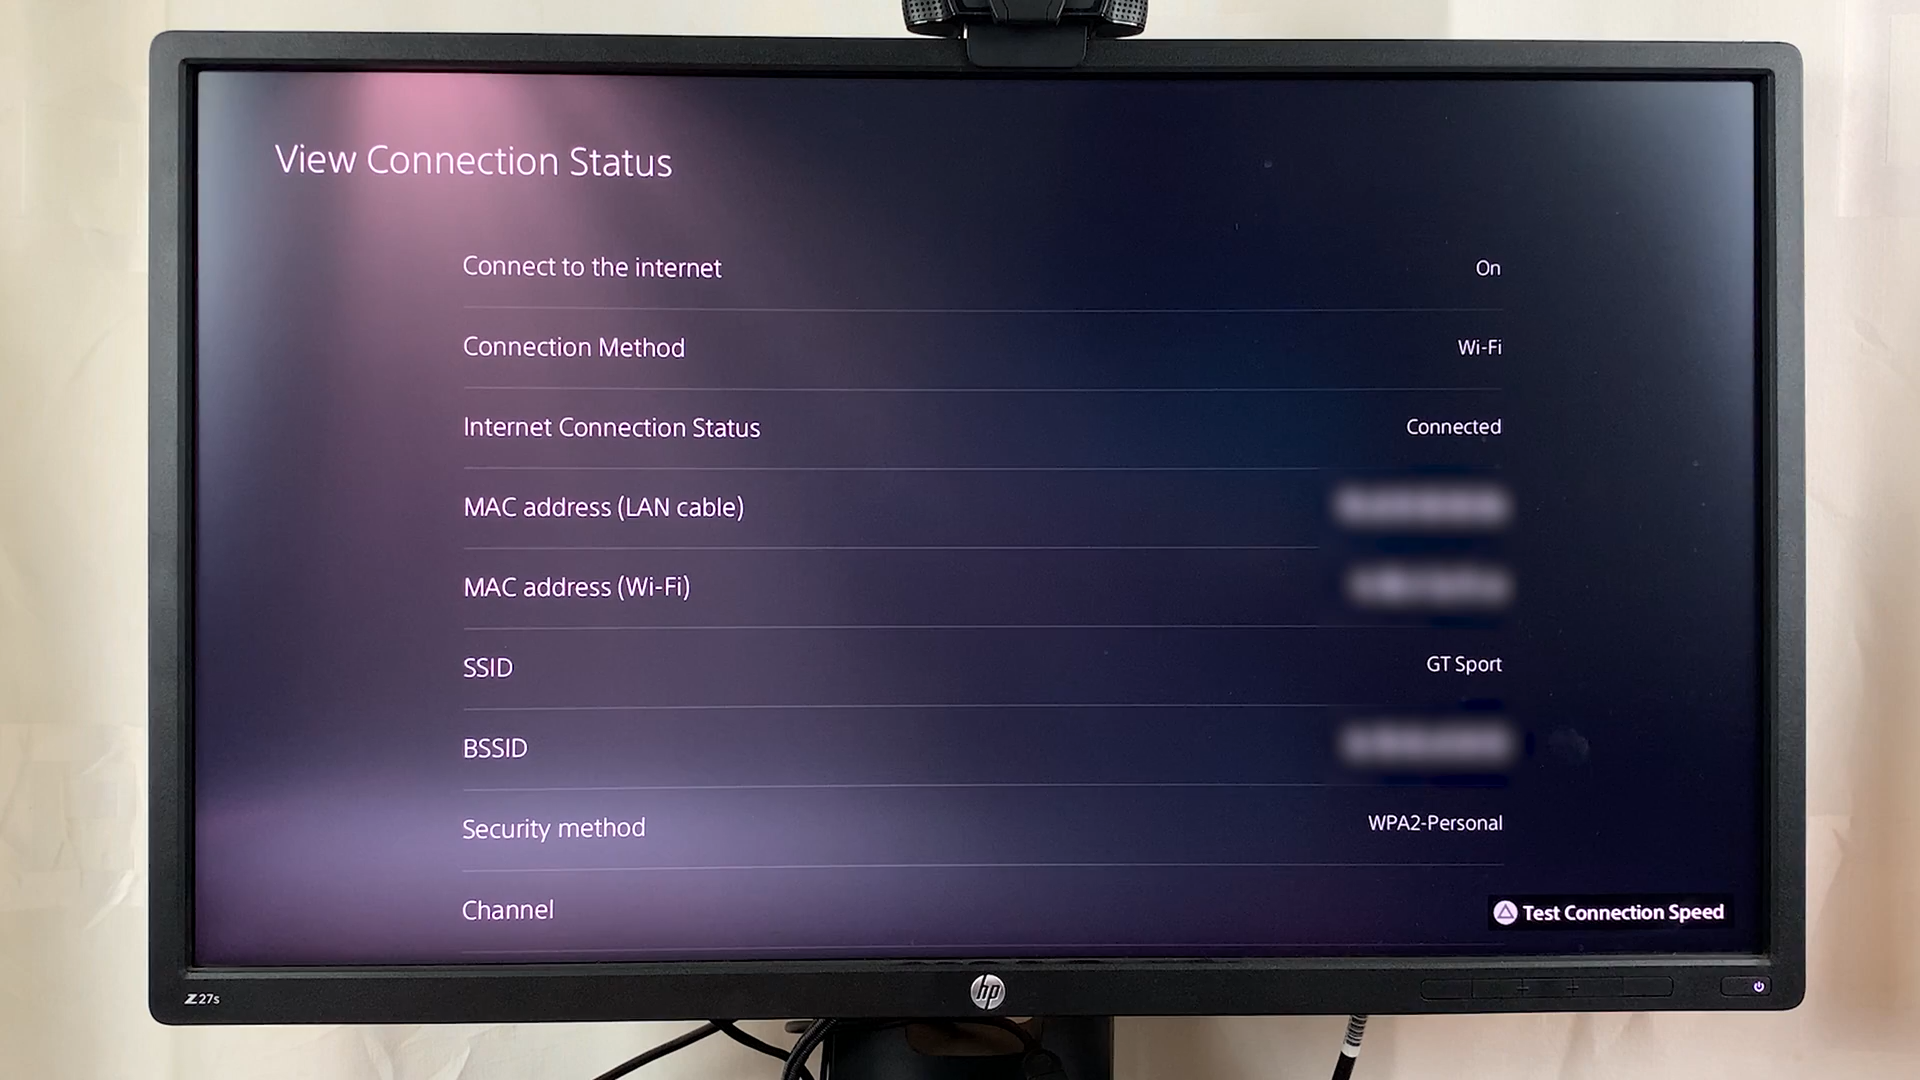 View Connection Status
Connect to the internet On
Connection Method Wi-Fi
Internet Connection Status Connected
MAC address (LAN cable)
MAC address (Wi-Fi)
SSID GT Sport
BSSID
Security method WPA2-Personal
Channel
Test Connection Speed
Z27s hp